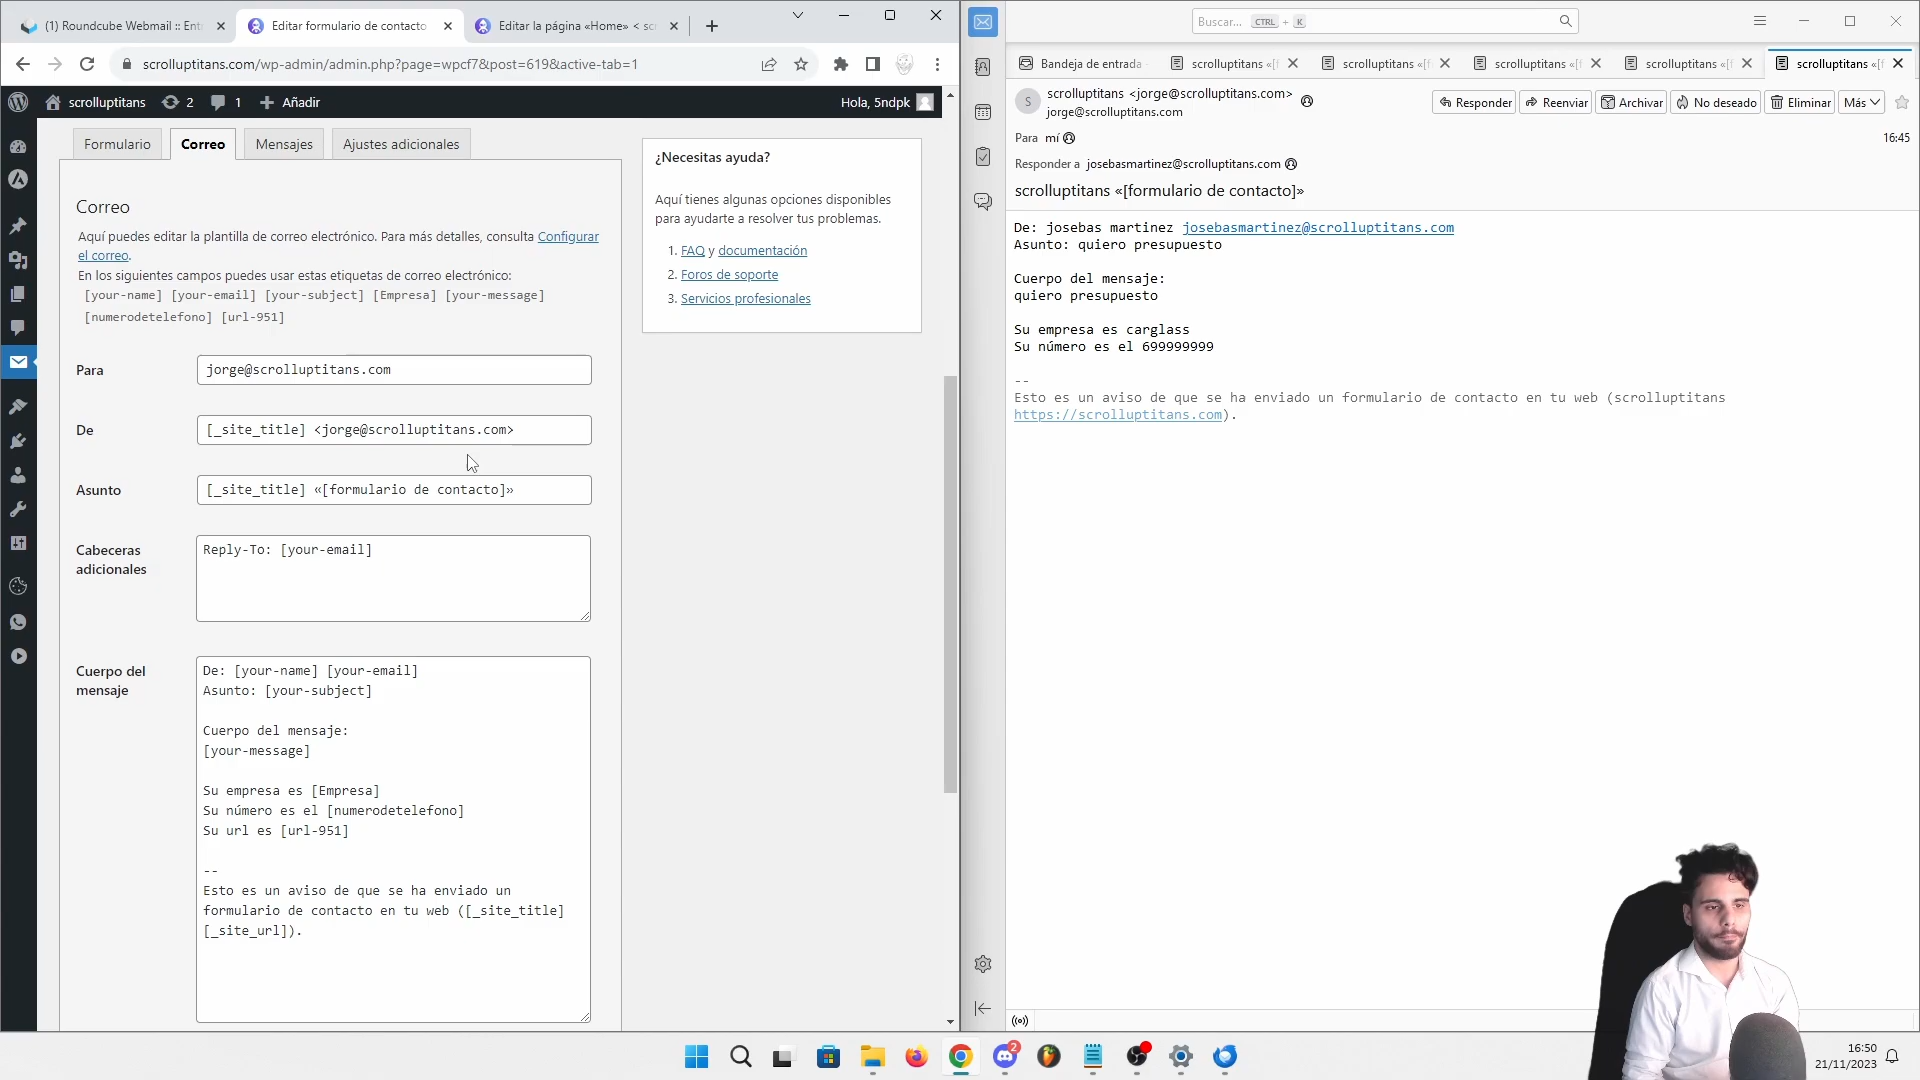 (1) Roundcube Webmail :: Ent
Editar formulario de contacto
Editar la página «Home» < scr
scrolluptitans.com/wp-admin/admin.php?page=wpcf7&post=619&active-tab=1
scrolluptitans
2
1
Añadir
Hola, 5ndpk
Formulario
Correo
Mensajes
Ajustes adicionales
Correo
Aquí puedes editar la plantilla de correo electrónico. Para más detalles, consulta Configurar
el correo.
En los siguientes campos puedes usar estas etiquetas de correo electrónico:
[your-name] [your-email] [your-subject] [Empresa] [your-message]
[numerodetelefono] [url-951]
Para
jorge@scrolluptitans.com
De
[_site_title] <jorge@scrolluptitans.com>
Asunto
[_site_title] «[formulario de contacto]»
Cabeceras
adicionales
Reply-To: [your-email]
Cuerpo del
mensaje
De: [your-name] [your-email]
Asunto: [your-subject]
Cuerpo del mensaje:
[your-message]
Su empresa es [Empresa]
Su número es el [numerodetelefono]
Su url es [url-951]
--
Esto es un aviso de que se ha enviado un
formulario de contacto en tu web ([_site_title]
[_site_url]).
¿Necesitas ayuda?
Aquí tienes algunas opciones disponibles
para ayudarte a resolver tus problemas.
1. FAQ y documentación
2. Foros de soporte
3. Servicios profesionales
Buscar... CTRL + K
Bandeja de entrada
scrolluptitans «[f
scrolluptitans «[f
scrolluptitans «[f
scrolluptitans «[f
scrolluptitans «[f
S
scrolluptitans <jorge@scrolluptitans.com>
jorge@scrolluptitans.com
Responder
Reenviar
Archivar
No deseado
Eliminar
Más
Para mí
16:45
Responder a josebasmartinez@scrolluptitans.com
scrolluptitans «[formulario de contacto]»
De: josebas martinez josebasmartinez@scrolluptitans.com
Asunto: quiero presupuesto
Cuerpo del mensaje:
quiero presupuesto
Su empresa es carglass
Su número es el 699999999
--
Esto es un aviso de que se ha enviado un formulario de contacto en tu web (scrolluptitans
https://scrolluptitans.com).
2
16:50
21/11/2023